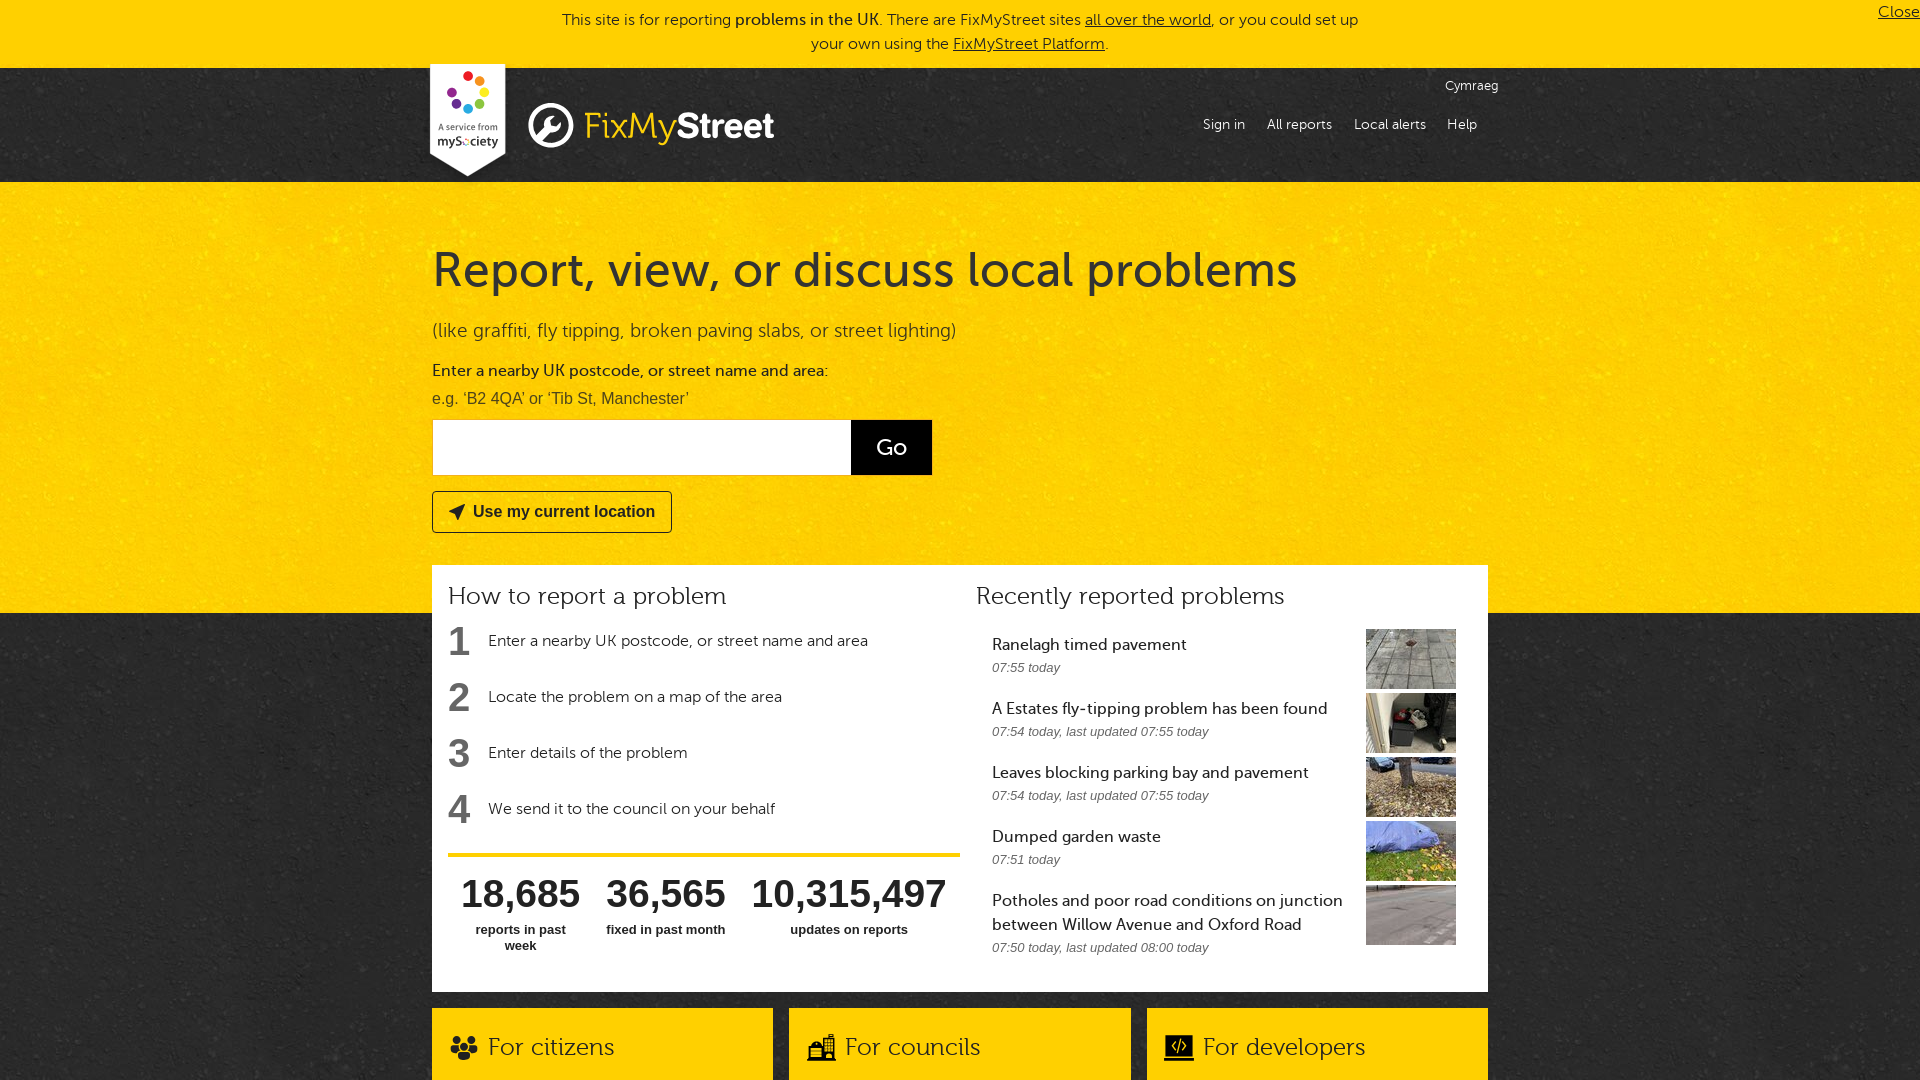 This site is for reporting problems in the UK. There are FixMyStreet sites all over the world, or you could set up
your own using the FixMyStreet Platform.
Close
A service from
mySociety
FixMyStreet
Cymraeg
Sign in
All reports
Local alerts
Help
Report, view, or discuss local problems
(like graffiti, fly tipping, broken paving slabs, or street lighting)
Enter a nearby UK postcode, or street name and area:
e.g. ‘B2 4QA’ or ‘Tib St, Manchester’
Go
Use my current location
How to report a problem
1 Enter a nearby UK postcode, or street name and area
2 Locate the problem on a map of the area
3 Enter details of the problem
4 We send it to the council on your behalf
18,685
reports in past
week
36,565
fixed in past month
10,315,497
updates on reports
Recently reported problems
Ranelagh timed pavement
07:55 today
A Estates fly-tipping problem has been found
07:54 today, last updated 07:55 today
Leaves blocking parking bay and pavement
07:54 today, last updated 07:55 today
Dumped garden waste
07:51 today
Potholes and poor road conditions on junction
between Willow Avenue and Oxford Road
07:50 today, last updated 08:00 today
For citizens
For councils
For developers